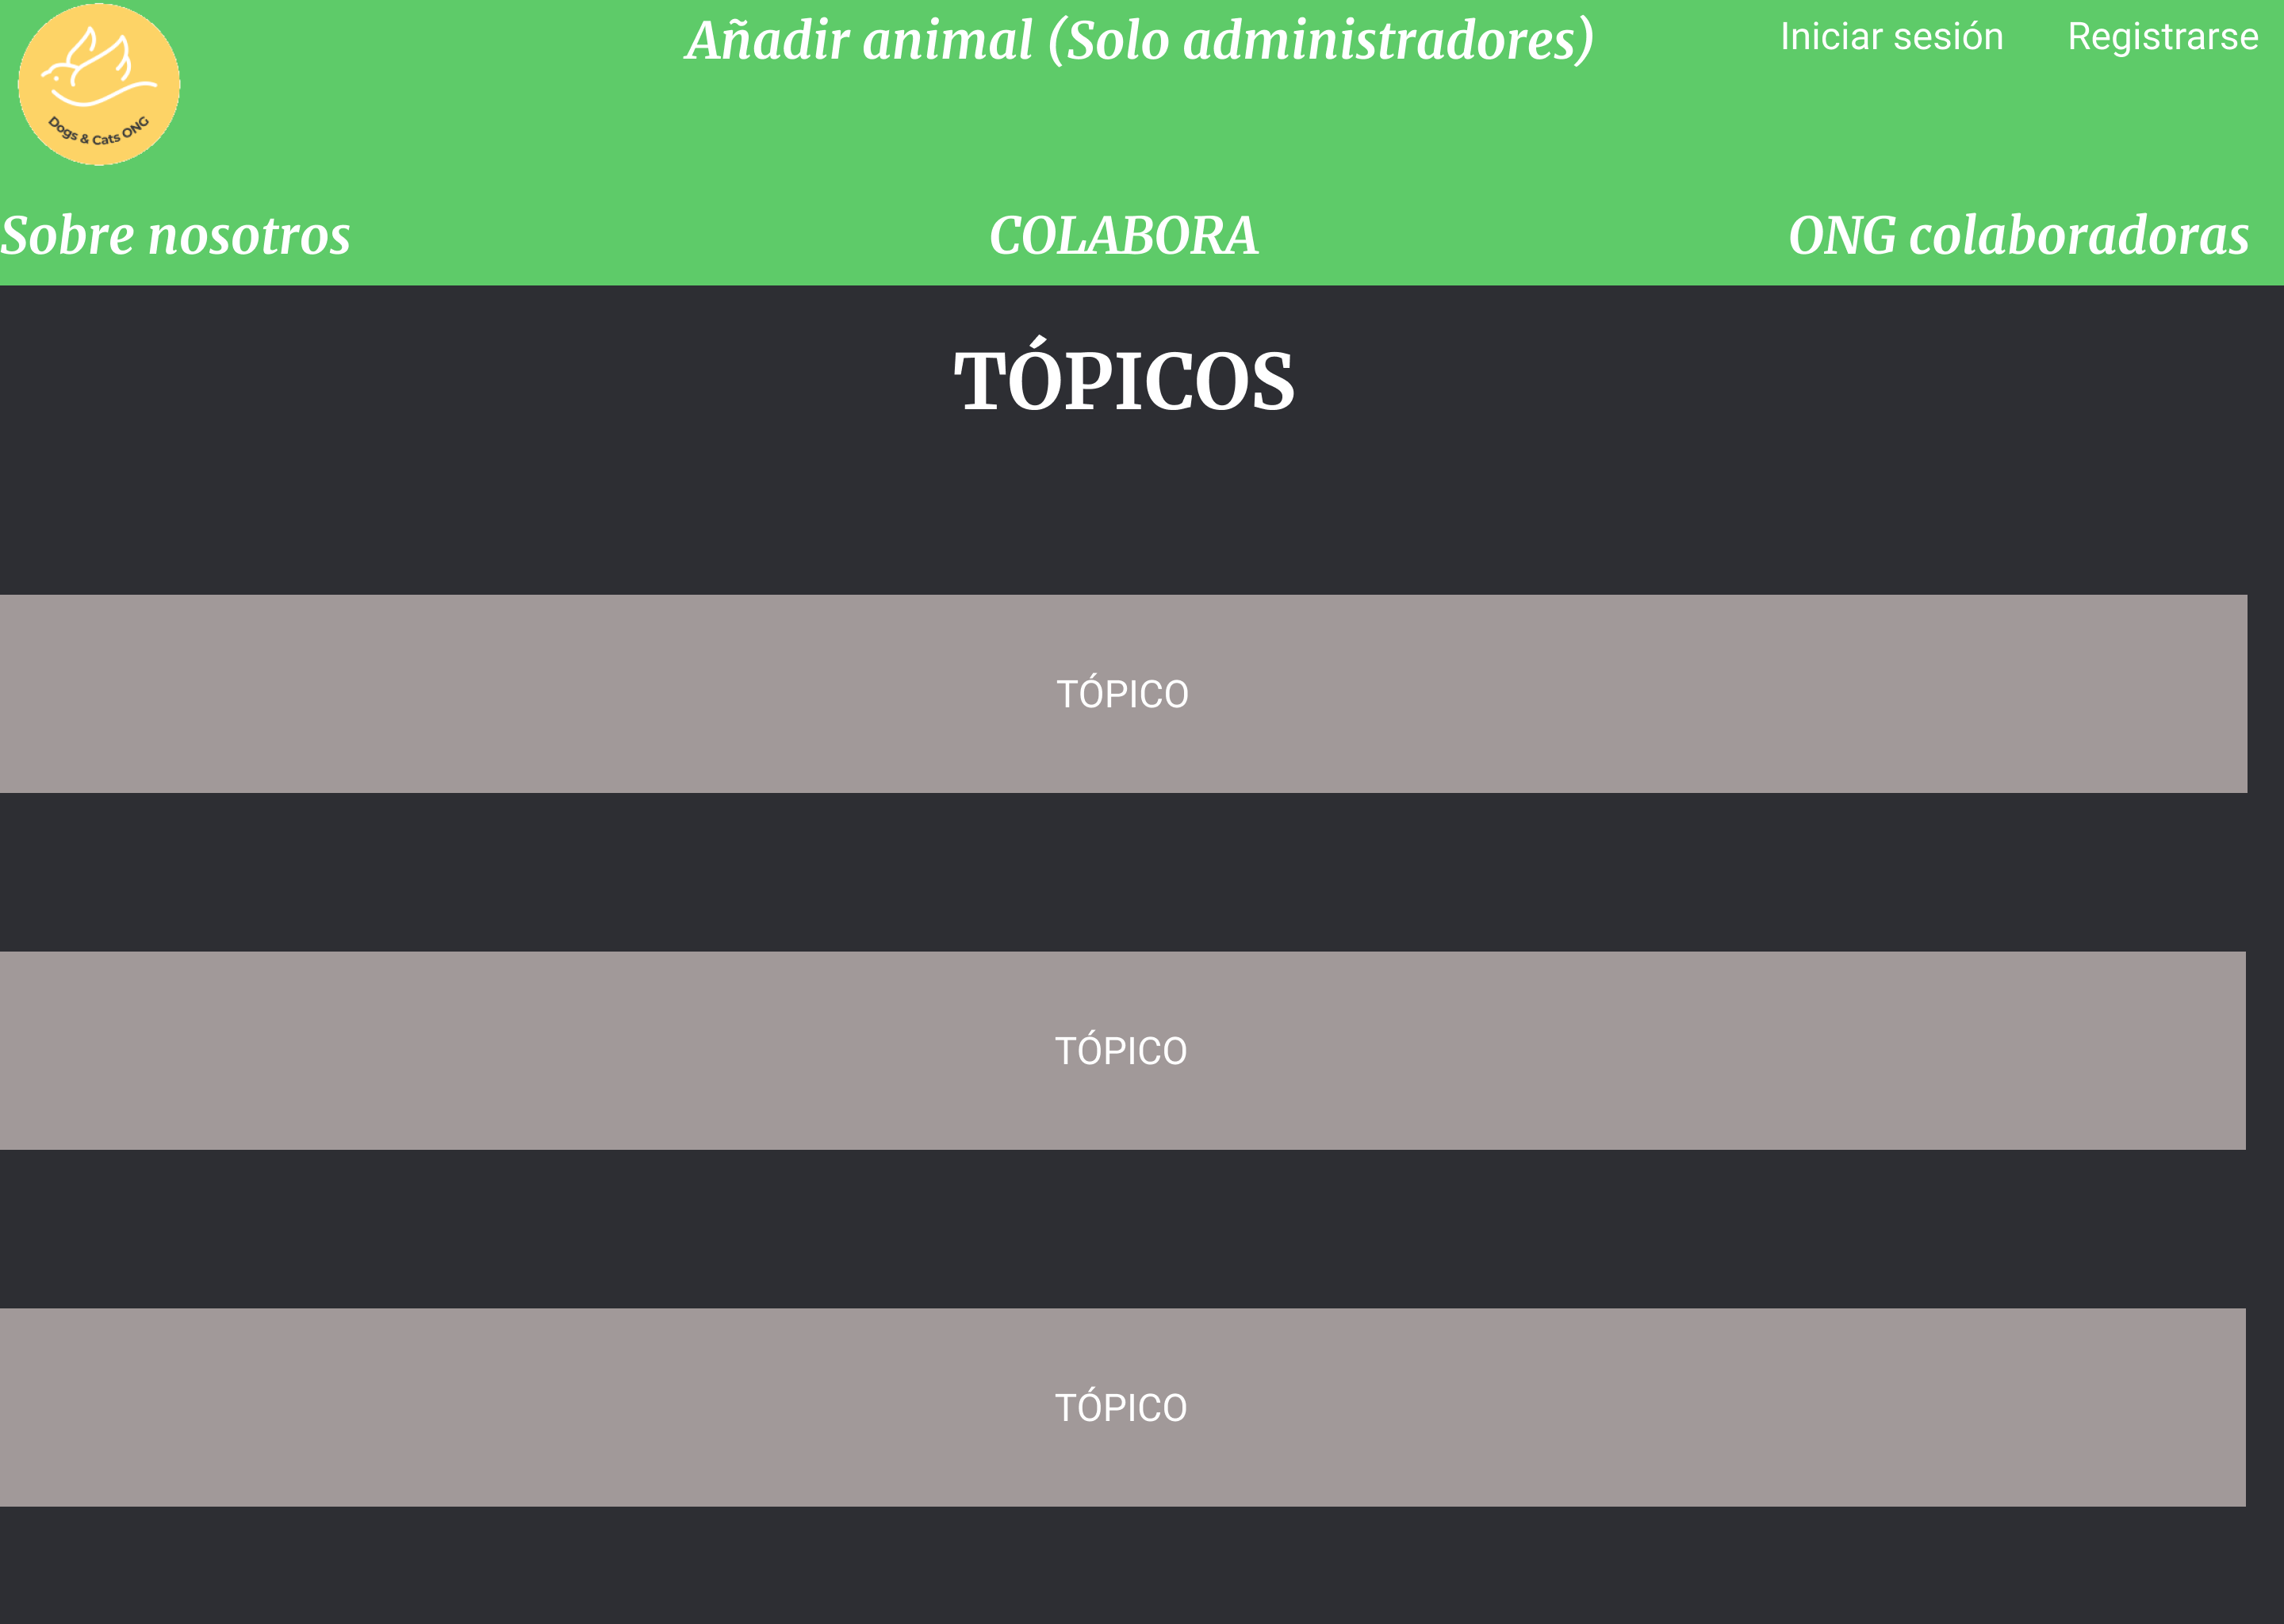 Añadir animal (Solo administradores)
Iniciar sesión
Registrarse
Dogs & Cats ONG
Sobre nosotros
COLABORA
ONG colaboradoras
TÓPICOS
TÓPICO
TÓPICO
TÓPICO